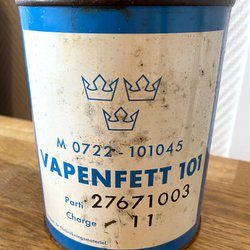 M 0722-101045
VAPENFETT 101
Parti 27671003
Charge - 11